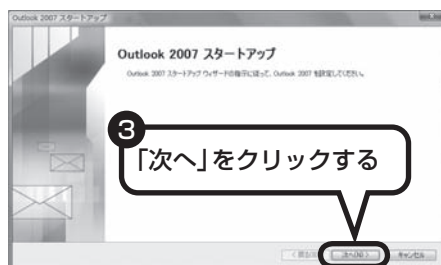 Outlook 2007 スタートアップ
Outlook 2007 スタートアップ
Outlook 2007 スタートアップ ウィザードの指示に従って、Outlook 2007 を設定してください。
3
「次へ」をクリックする
次へ(N) >
キャンセル